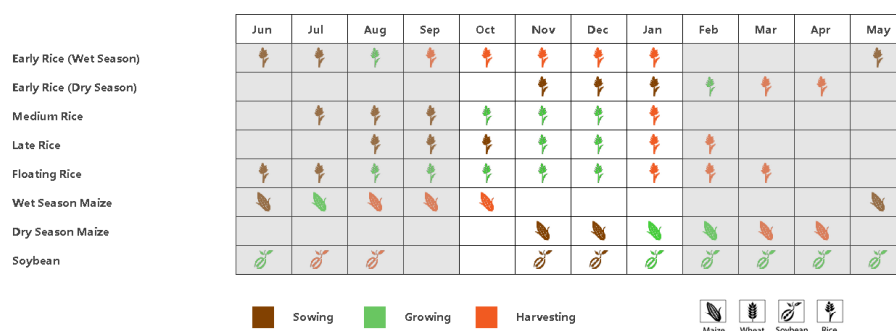 Jun Jul Aug Sep Oct Nov Dec Jan Feb Mar Apr May
Early Rice (Wet Season)
Early Rice (Dry Season)
Medium Rice
Late Rice
Floating Rice
Wet Season Maize
Dry Season Maize
Soybean
Sowing Growing Harvesting
Maize Wheat Soybean Rice